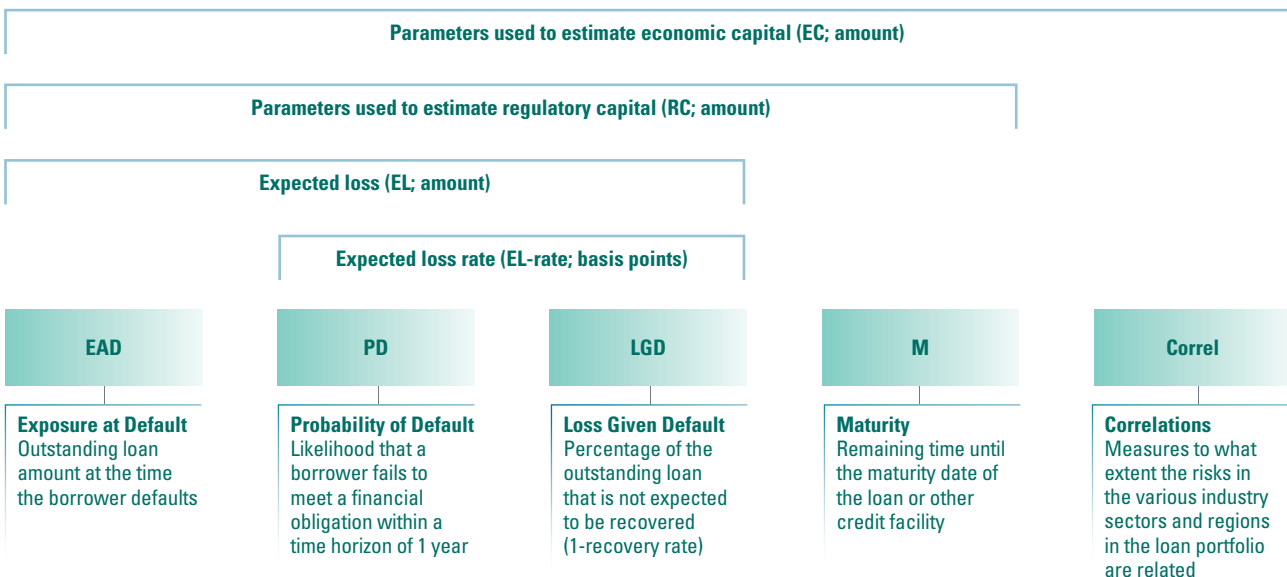 Parameters used to estimate economic capital (EC; amount)
Parameters used to estimate regulatory capital (RC; amount)
Expected loss (EL; amount)
Expected loss rate (EL-rate; basis points)
EAD
PD
LGD
M
Correl
Exposure at Default
Outstanding loan
amount at the time
the borrower defaults
Probability of Default
Likelihood that a
borrower fails to
meet a financial
obligation within a
time horizon of 1 year
Loss Given Default
Percentage of the
outstanding loan
that is not expected
to be recovered
(1-recovery rate)
Maturity
Remaining time until
the maturity date of
the loan or other
credit facility
Correlations
Measures to what
extent the risks in
the various industry
sectors and regions
in the loan portfolio
are related